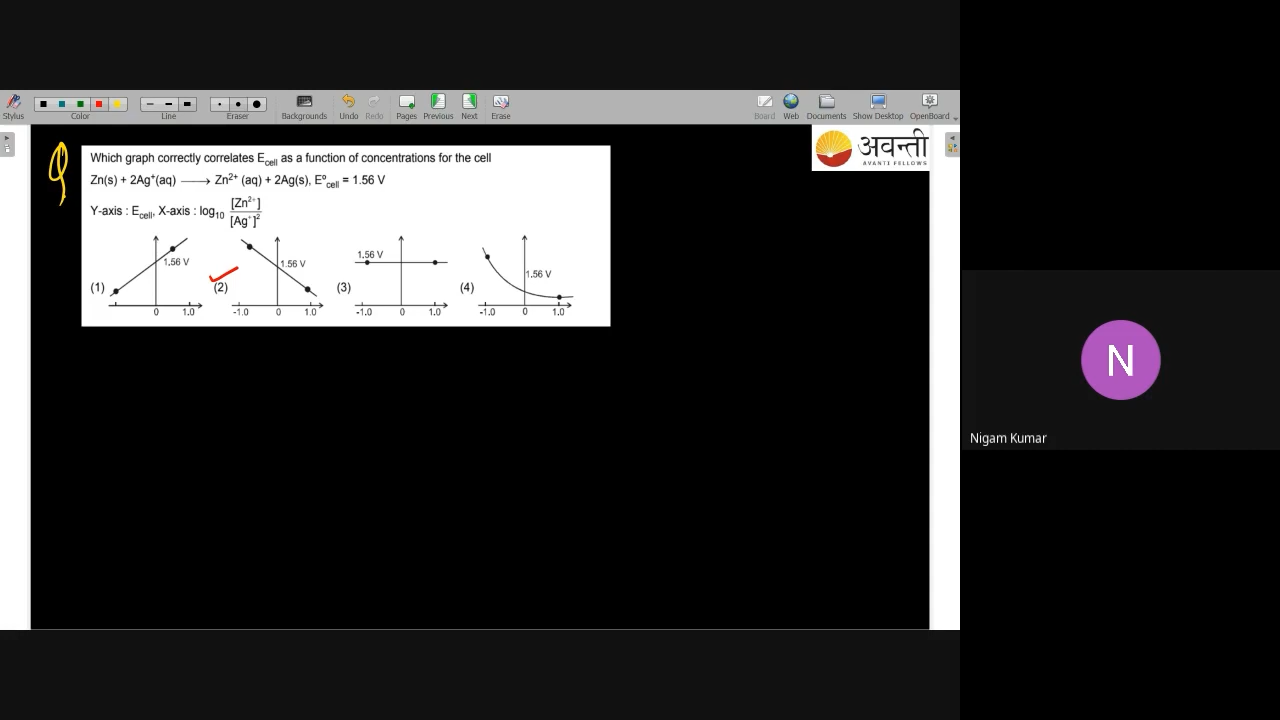 Stylus Color Line Eraser Backgrounds Undo Redo Pages Previous Next Erase Board Web Documents Show Desktop OpenBoard
अवन्ती
AVANTI FELLOWS
Q
Which graph correctly correlates Ecell as a function of concentrations for the cell
Zn(s) + 2Ag⁺(aq) ⟶ Zn²⁺ (aq) + 2Ag(s), E°cell = 1.56 V
Y-axis : Ecell, X-axis : log₁₀ [Zn²⁺]/[Ag⁺]²
(1) 1.56 V 0 1.0
(2) 1.56 V -1.0 0 1.0
(3) 1.56 V -1.0 0 1.0
(4) 1.56 V -1.0 0 1.0
N
Nigam Kumar